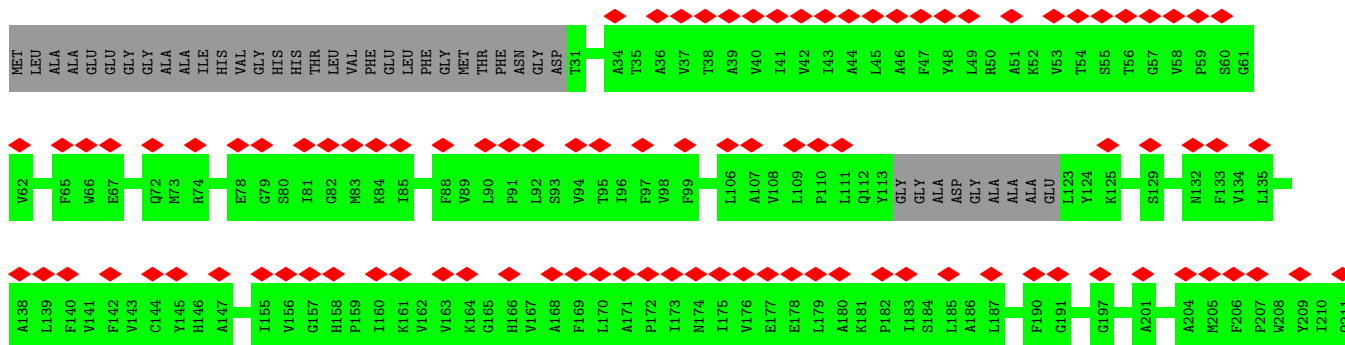 MET LEU ALA ALA GLU GLU GLY GLY ALA ALA ILE HIS VAL GLY HIS HIS THR LEU VAL PHE GLU LEU PHE GLY MET THR PHE ASN GLY ASP T31 A34 T35 A36 V37 T38 A39 V40 I41 V42 I43 A44 L45 A46 F47 Y48 L49 R50 A51 K52 V53 T54 S55 T56 G57 V58 P59 S60 G61
V62 F65 W66 E67 Q72 M73 R74 E78 G79 S80 I81 G82 M83 K84 I85 F88 V89 L90 P91 L92 S93 V94 T95 I96 F97 V98 F99 L106 A107 V108 L109 P110 L111 Q112 Y113 GLY GLY ALA ASP GLY ALA ALA ALA GLU L123 Y124 K125 S129 N132 F133 V134 L135
A138 L139 F140 V141 F142 V143 C144 Y145 H146 A147 I155 V156 G157 H158 P159 I160 K161 V162 V163 K164 G165 H166 V167 A168 F169 L170 A171 P172 I173 N174 I175 V176 E177 E178 L179 A180 K181 P182 I183 S184 L185 A186 L187 F190 G191 G197 A201 A204 M205 F206 P207 W208 Y209 I210